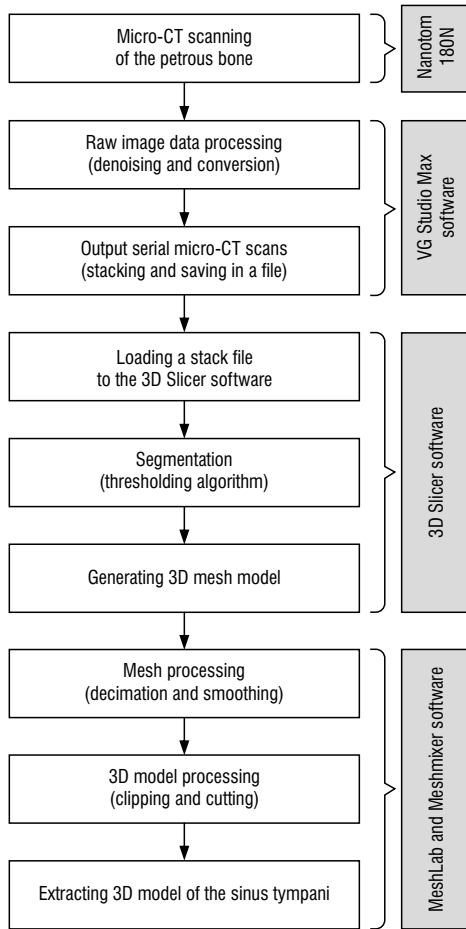 Micro-CT scanning
of the petrous bone
Nanotom
180N
Raw image data processing
(denoising and conversion)
Output serial micro-CT scans
(stacking and saving in a file)
VG Studio Max
software
Loading a stack file
to the 3D Slicer software
Segmentation
(thresholding algorithm)
Generating 3D mesh model
3D Slicer software
Mesh processing
(decimation and smoothing)
3D model processing
(clipping and cutting)
Extracting 3D model of the sinus tympani
MeshLab and Meshmixer software